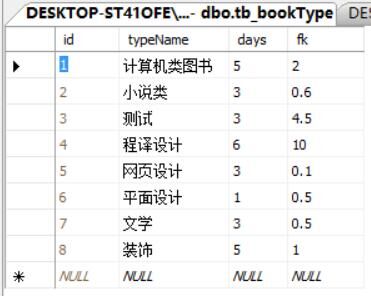 DESKTOP-ST41OFE\...- dbo.tb_bookType DES
id typeName days fk
1 计算机类图书 5 2
2 小说类 3 0.6
3 测试 3 4.5
4 程译设计 6 10
5 网页设计 3 0.1
6 平面设计 1 0.5
7 文学 3 0.5
8 装饰 5 1
NULL NULL NULL NULL